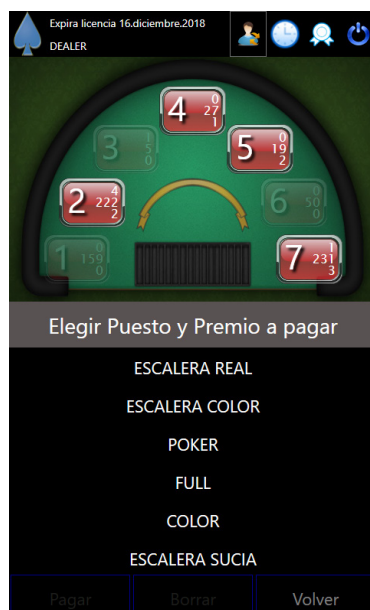 Expira licencia 16.diciembre.2018
DEALER
4 0
27
1
3 1
5
0
5 0
19
2
2 4
222
2
6 0
50
0
1 0
159
0
7 1
231
3
Elegir Puesto y Premio a pagar
ESCALERA REAL
ESCALERA COLOR
POKER
FULL
COLOR
ESCALERA SUCIA
Pagar Borrar Volver